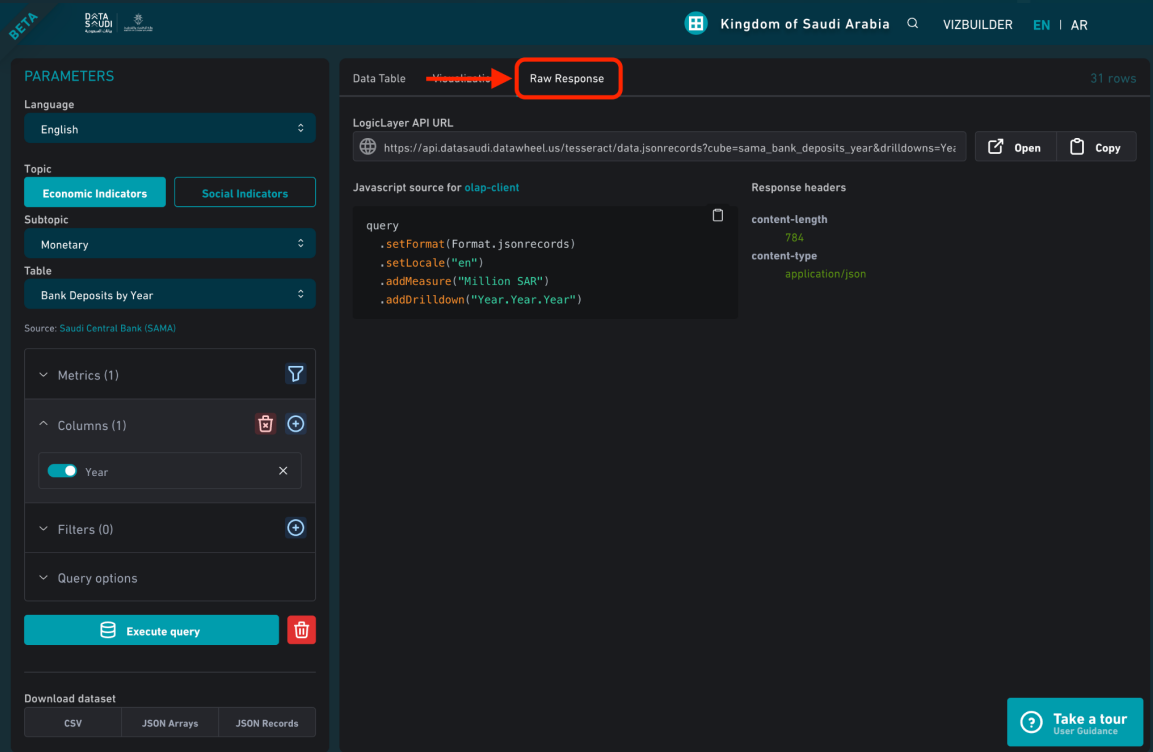 BETA
DATA
SAUDI
Kingdom of Saudi Arabia
VIZBUILDER
EN | AR
PARAMETERS
Language
English
Topic
Economic Indicators
Social Indicators
Subtopic
Monetary
Table
Bank Deposits by Year
Source: Saudi Central Bank (SAMA)
Metrics (1)
Columns (1)
Year
Filters (0)
Query options
Execute query
Download dataset
CSV
JSON Arrays
JSON Records
Data Table
Visualization
Raw Response
31 rows
LogicLayer API URL
https://api.datasaudi.datawheel.us/tesseract/data.jsonrecords?cube=sama_bank_deposits_year&drilldowns=Yea
Open
Copy
Javascript source for olap-client
query
.setFormat(Format.jsonrecords)
.setLocale("en")
.addMeasure("Million SAR")
.addDrilldown("Year.Year.Year")
Response headers
content-length
784
content-type
application/json
Take a tour
User Guidance